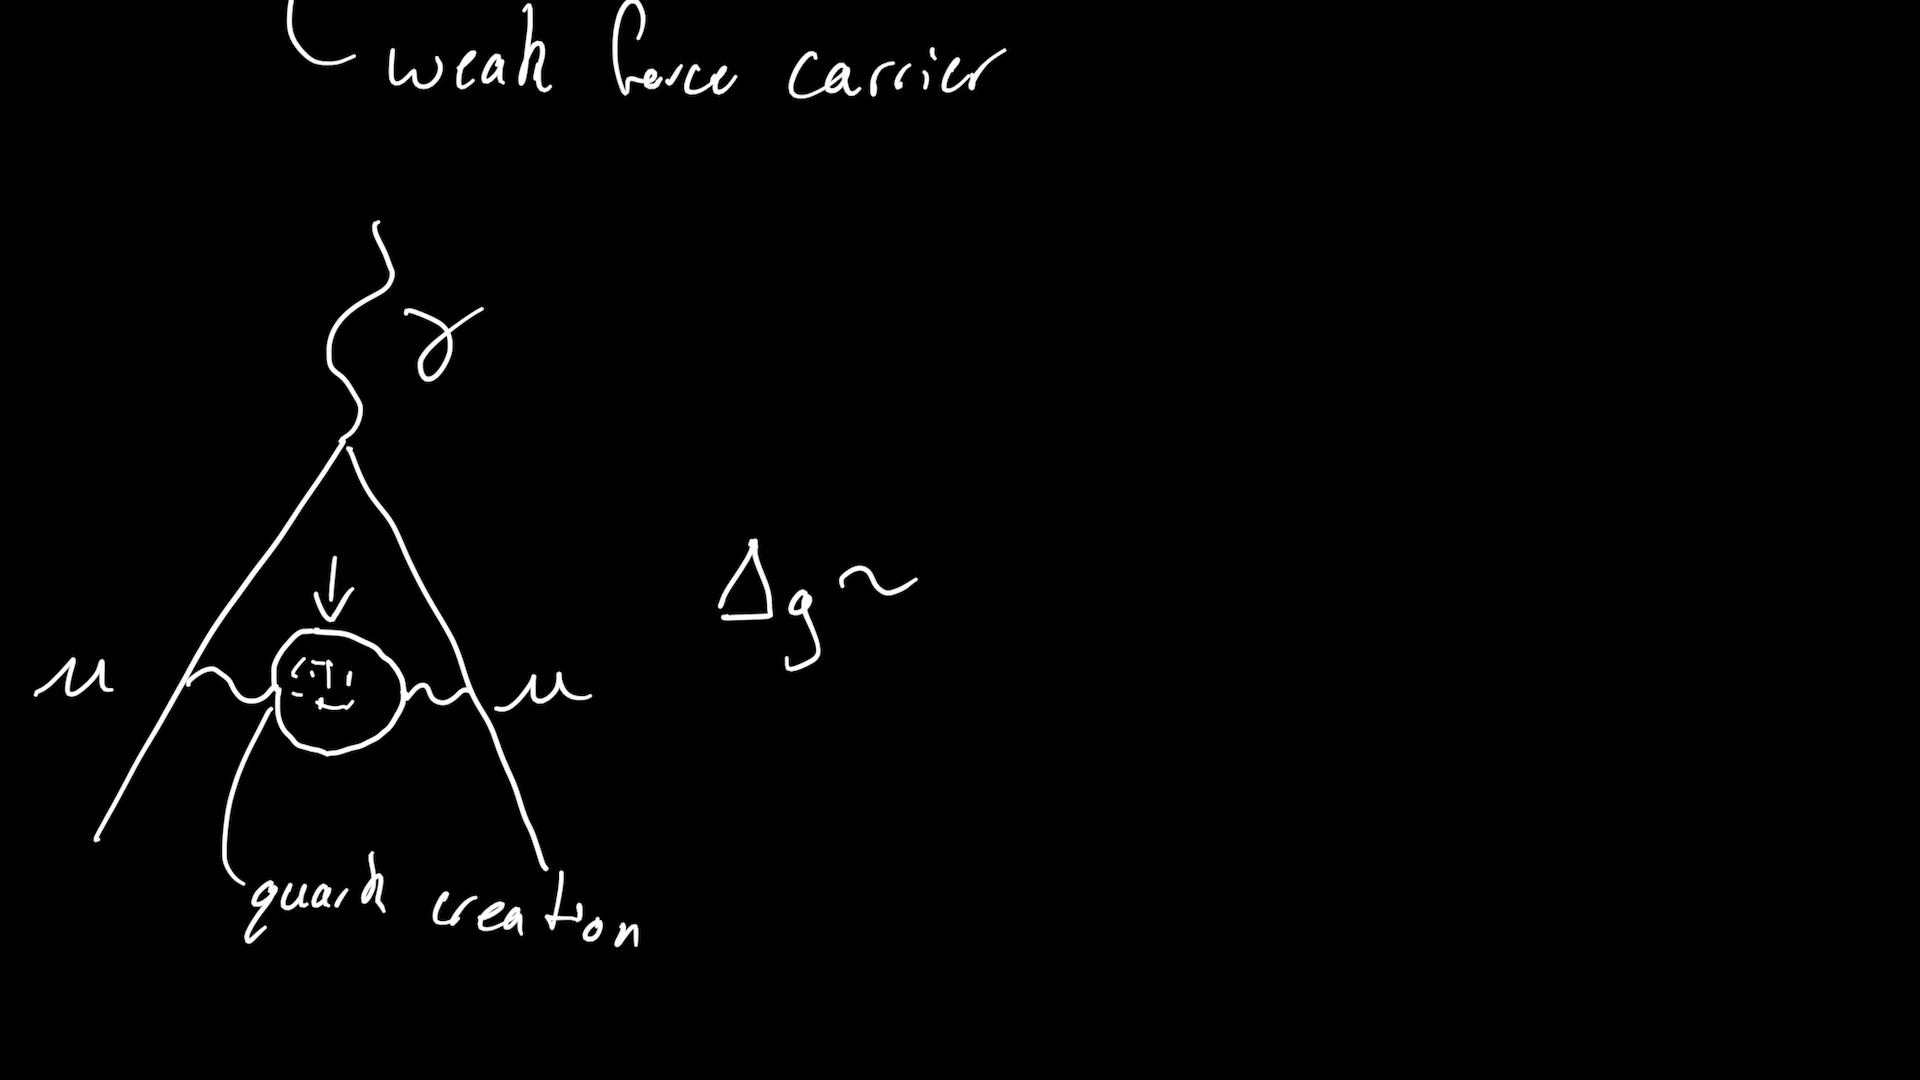 weak force carrier
γ
Δg ~
μ
μ
quark creation